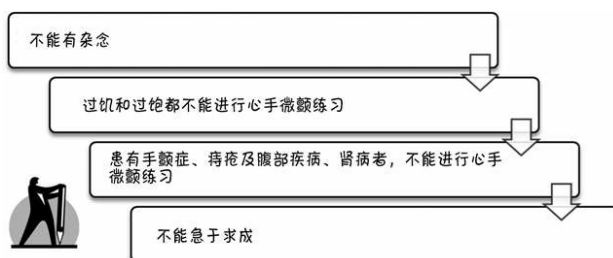 不能有杂念
过饥和过饱都不能进行心手微颤练习
患有手颤症、痔疮及腹部疾病、肾病者，不能进行心手
微颤练习
不能急于求成